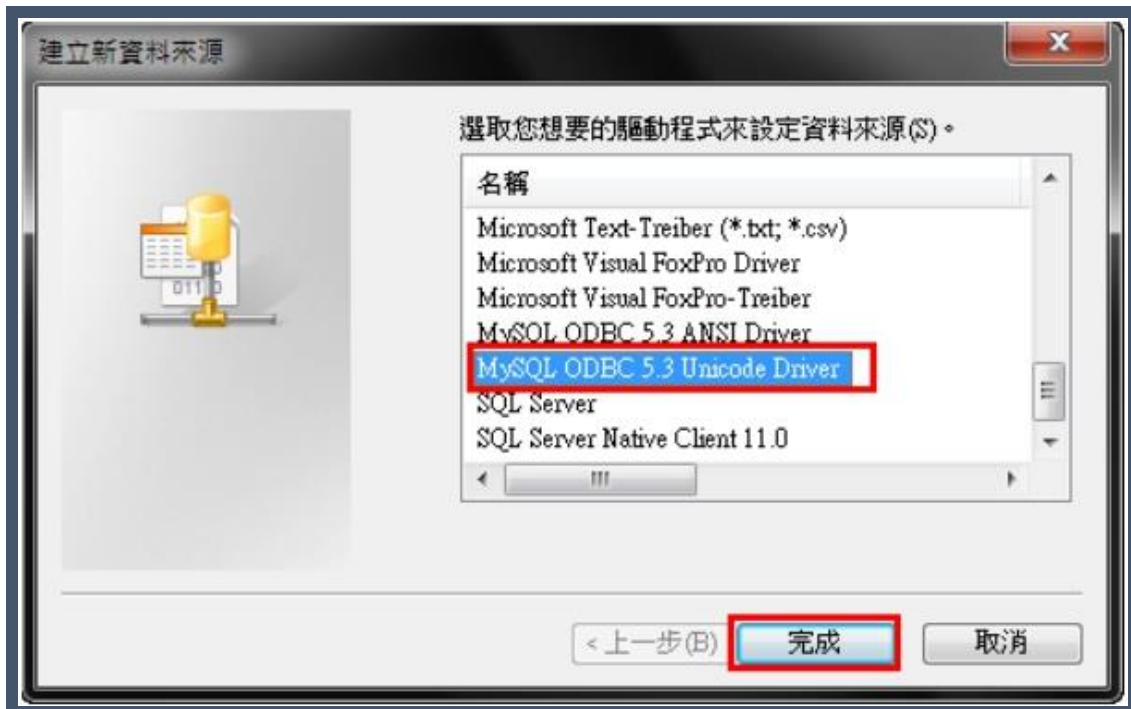 建立新資料來源
選取您想要的驅動程式來設定資料來源(S)。
名稱
Microsoft Text-Treiber (*.txt; *.csv)
Microsoft Visual FoxPro Driver
Microsoft Visual FoxPro-Treiber
MySQL ODBC 5.3 ANSI Driver
MySQL ODBC 5.3 Unicode Driver
SQL Server
SQL Server Native Client 11.0
<上一步(B) 完成 取消